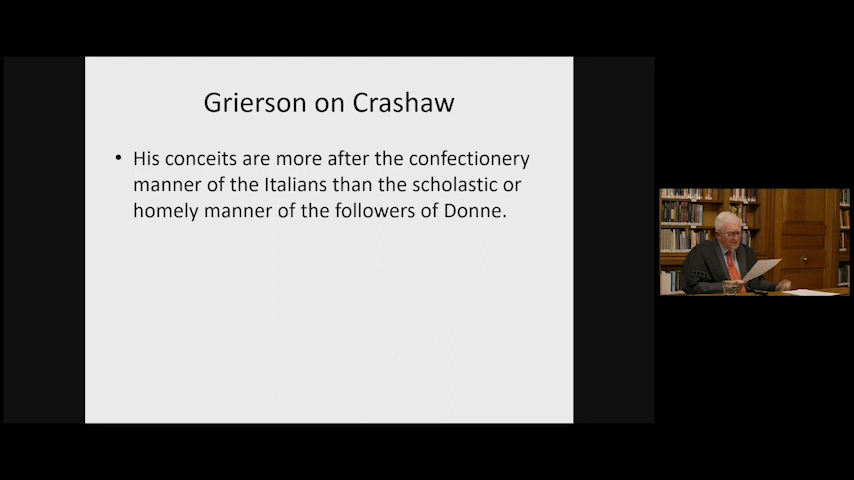 Grierson on Crashaw
• His conceits are more after the confectionery
manner of the Italians than the scholastic or
homely manner of the followers of Donne.